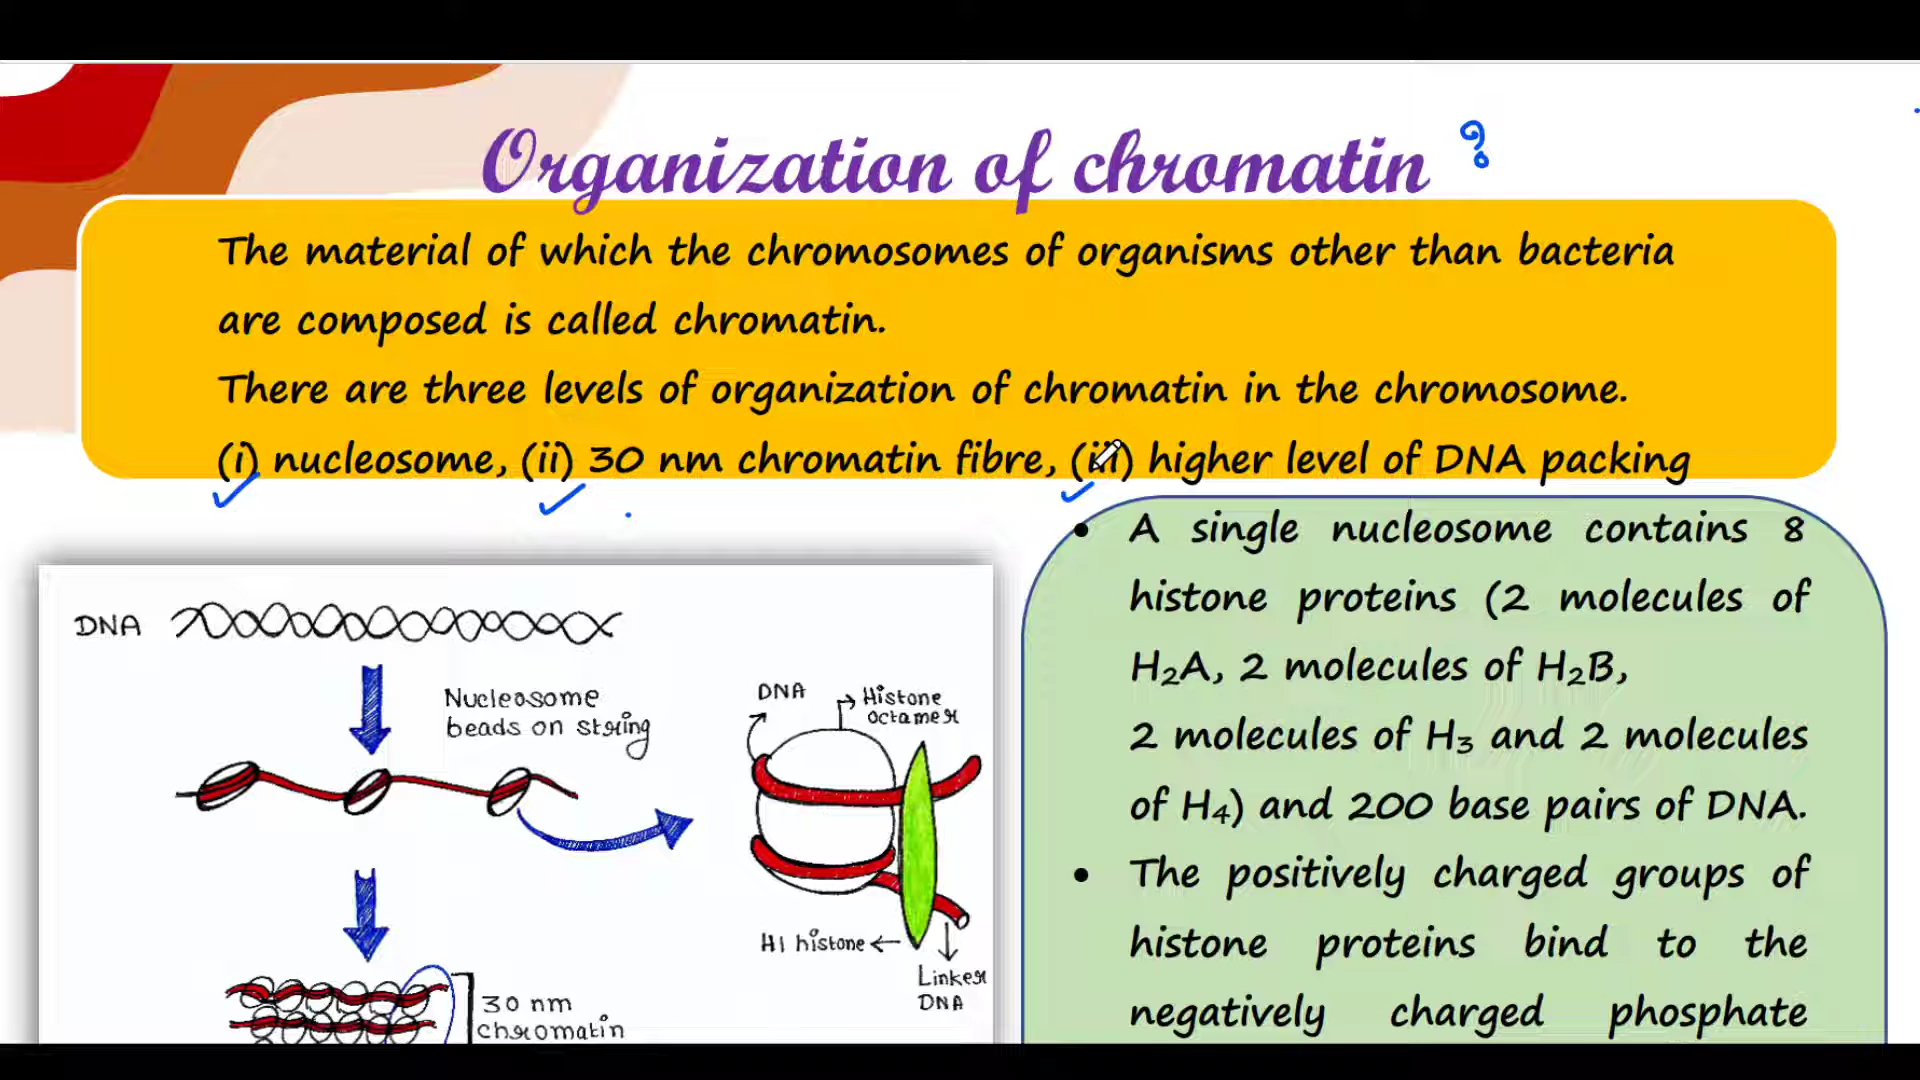 Organization of chromatin ?
The material of which the chromosomes of organisms other than bacteria
are composed is called chromatin.
There are three levels of organization of chromatin in the chromosome.
(i) nucleosome, (ii) 30 nm chromatin fibre, (iii) higher level of DNA packing
DNA
Nucleosome
beads on string
DNA
Histone
octamer
H1 histone
Linker
DNA
30 nm
chromatin
• A single nucleosome contains 8
histone proteins (2 molecules of
H2A, 2 molecules of H2B,
2 molecules of H3 and 2 molecules
of H4) and 200 base pairs of DNA.
• The positively charged groups of
histone proteins bind to the
negatively charged phosphate